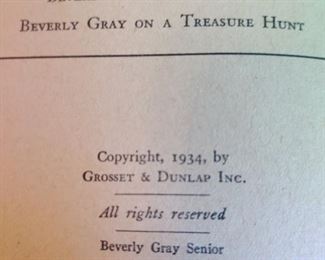 BEVERLY GRAY ON A TREASURE HUNT
Copyright, 1934, by
GROSSET & DUNLAP INC.
All rights reserved
Beverly Gray Senior